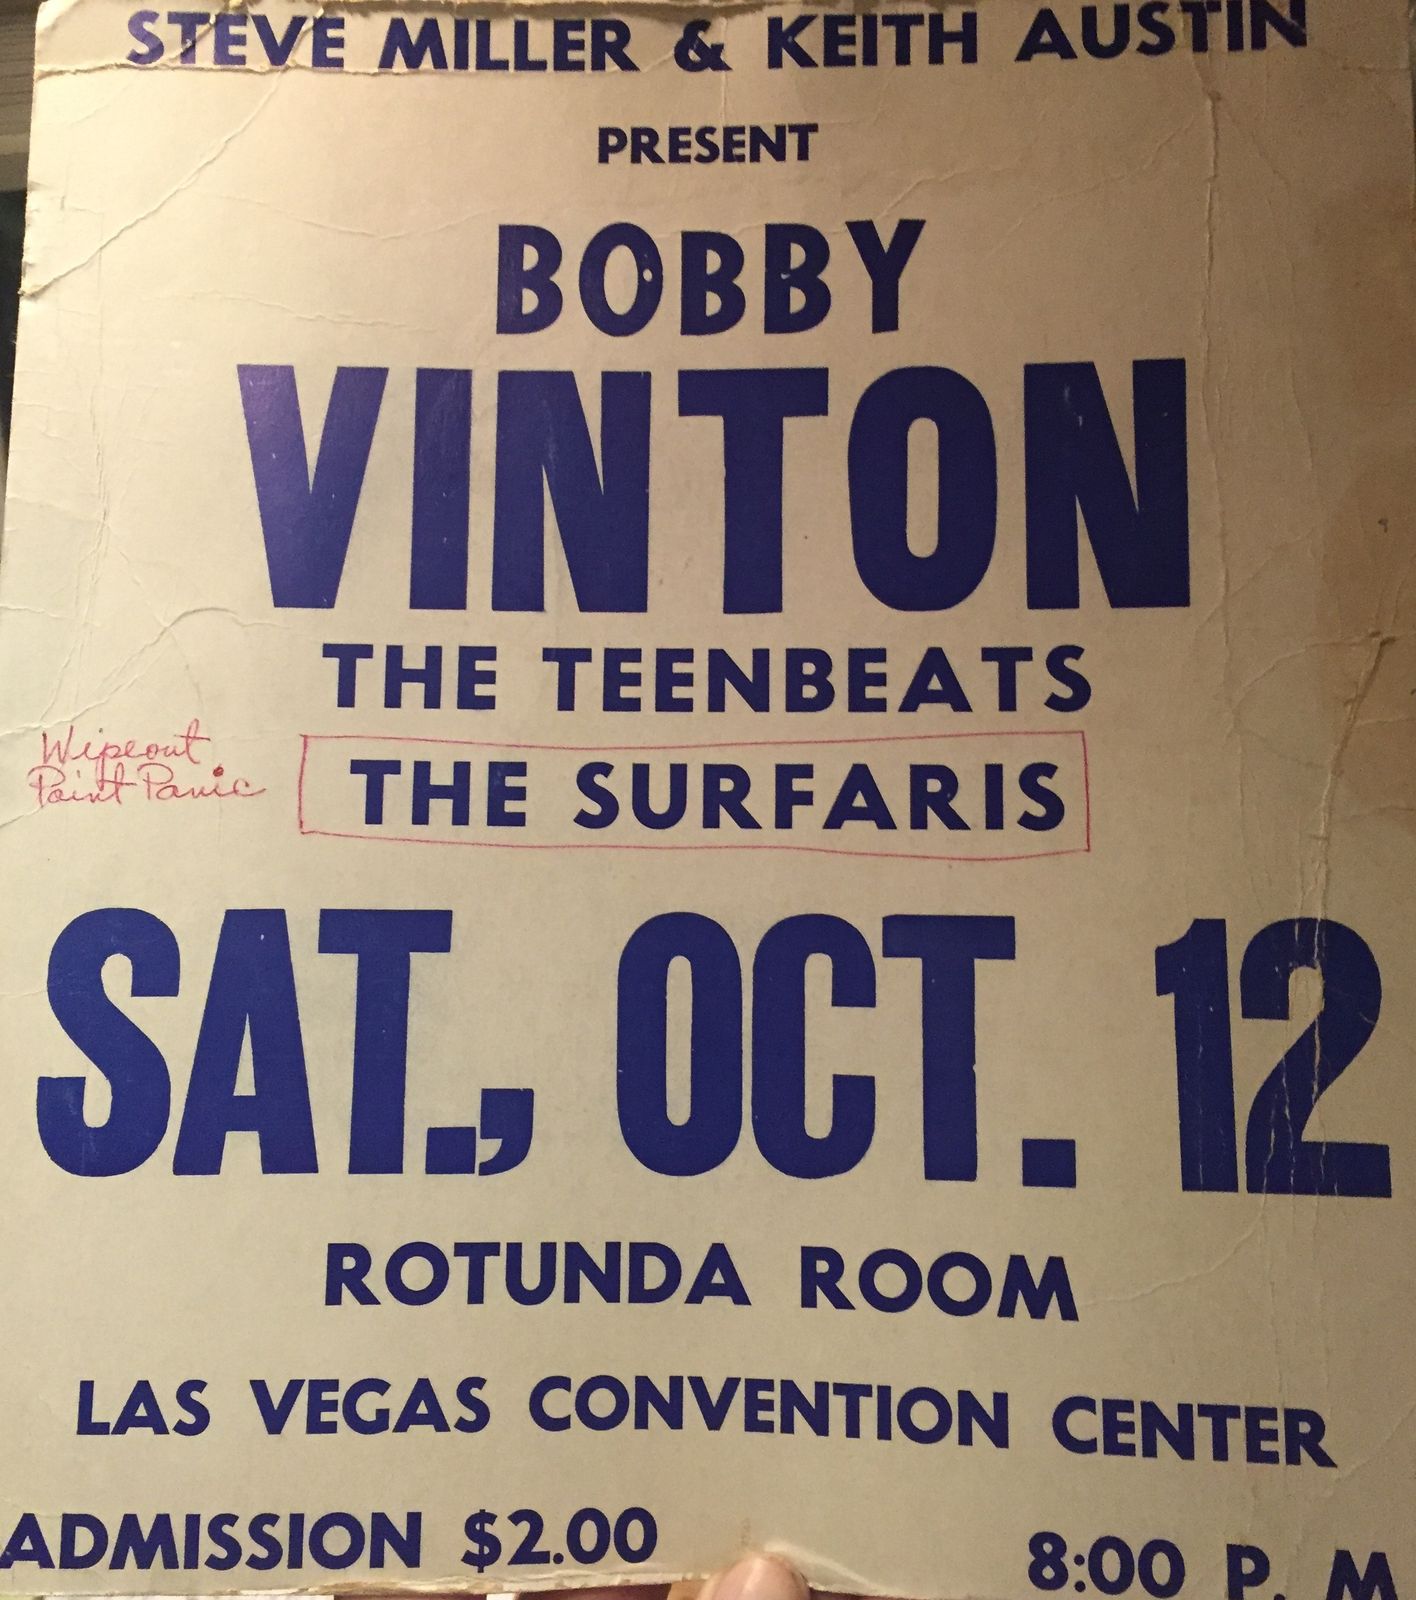 STEVE MILLER & KEITH AUSTIN
PRESENT
BOBBY
VINTON
THE TEENBEATS
Wipeout
Point Panic
THE SURFARIS
SAT., OCT. 12
ROTUNDA ROOM
LAS VEGAS CONVENTION CENTER
ADMISSION $2.00 8:00 P. M